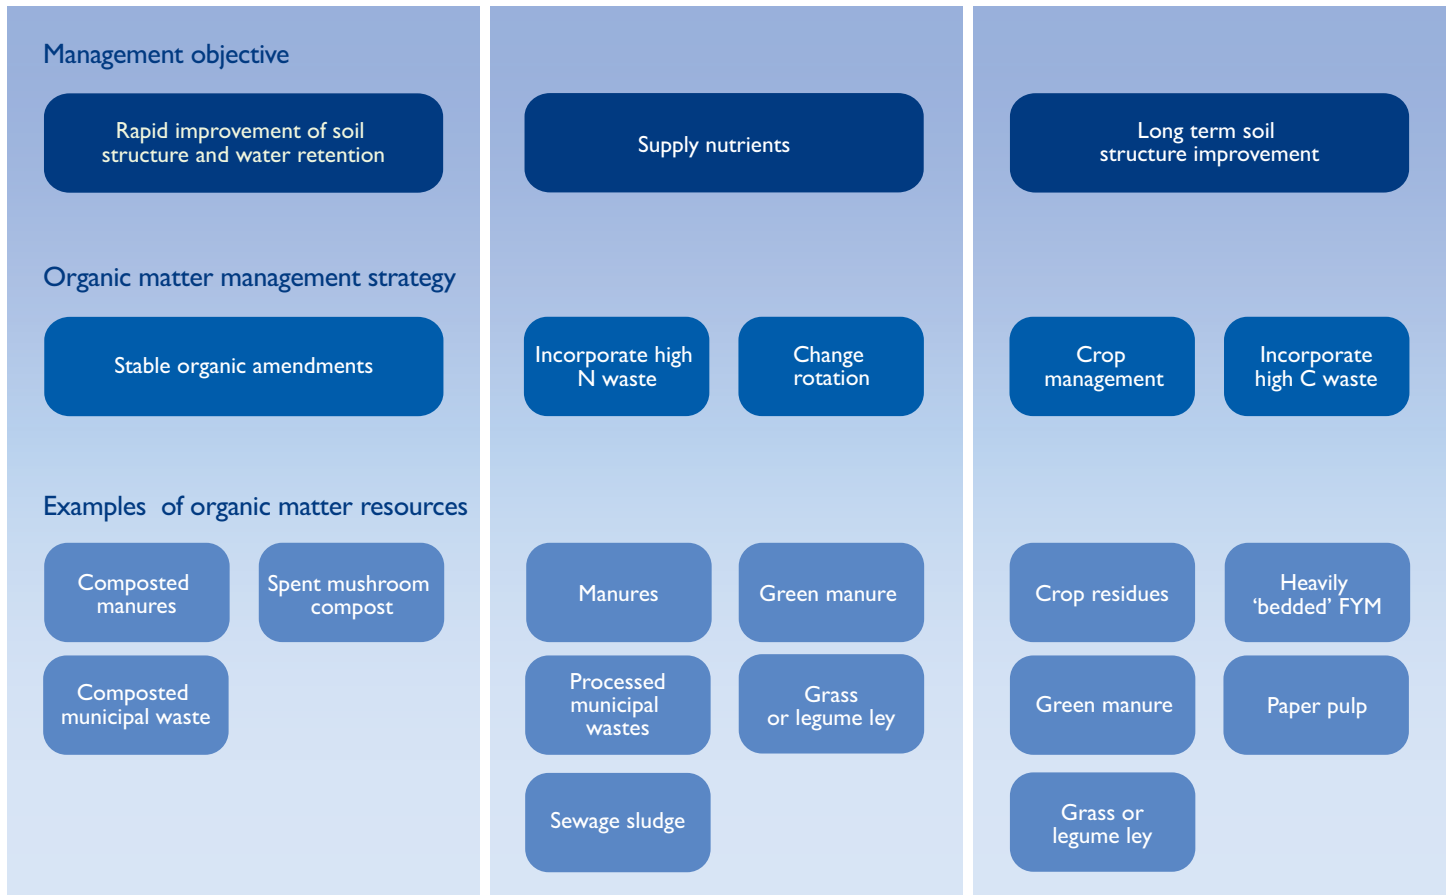 Management objective
Rapid improvement of soil
structure and water retention
Supply nutrients
Long term soil
structure improvement
Organic matter management strategy
Stable organic amendments
Incorporate high
N waste
Change
rotation
Crop
management
Incorporate
high C waste
Examples of organic matter resources
Composted
manures
Spent mushroom
compost
Composted
municipal waste
Manures
Green manure
Processed
municipal
wastes
Grass
or legume ley
Sewage sludge
Crop residues
Heavily
‘bedded’ FYM
Green manure
Paper pulp
Grass or
legume ley